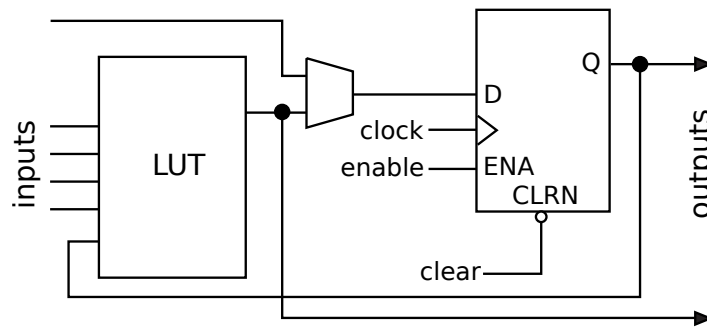 Q
D
clock
inputs
LUT
enable
ENA
CLRN
outputs
clear